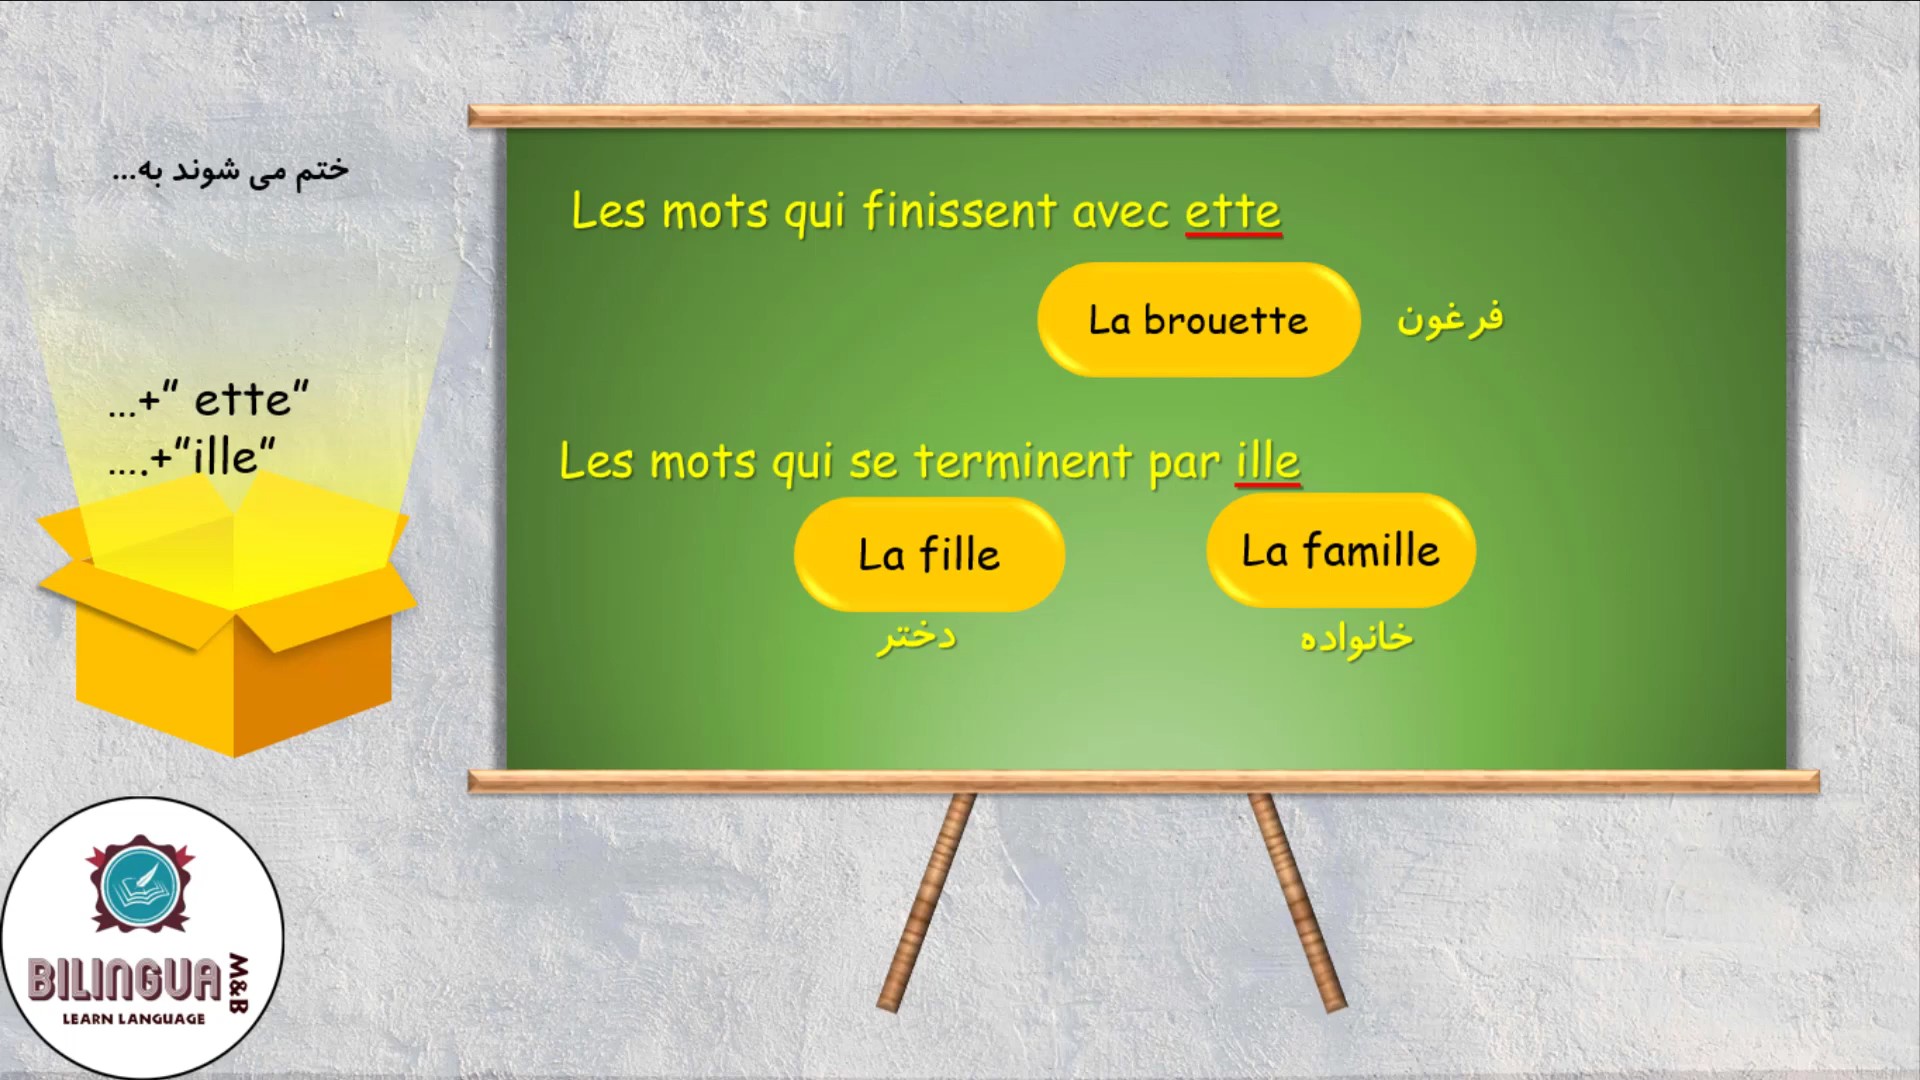 ختم می شوند به...
...+" ette"
....+"ille"
Les mots qui finissent avec ette
La brouette
فرغون
Les mots qui se terminent par ille
La fille
La famille
دختر
خانواده
BILINGUA M&B
LEARN LANGUAGE